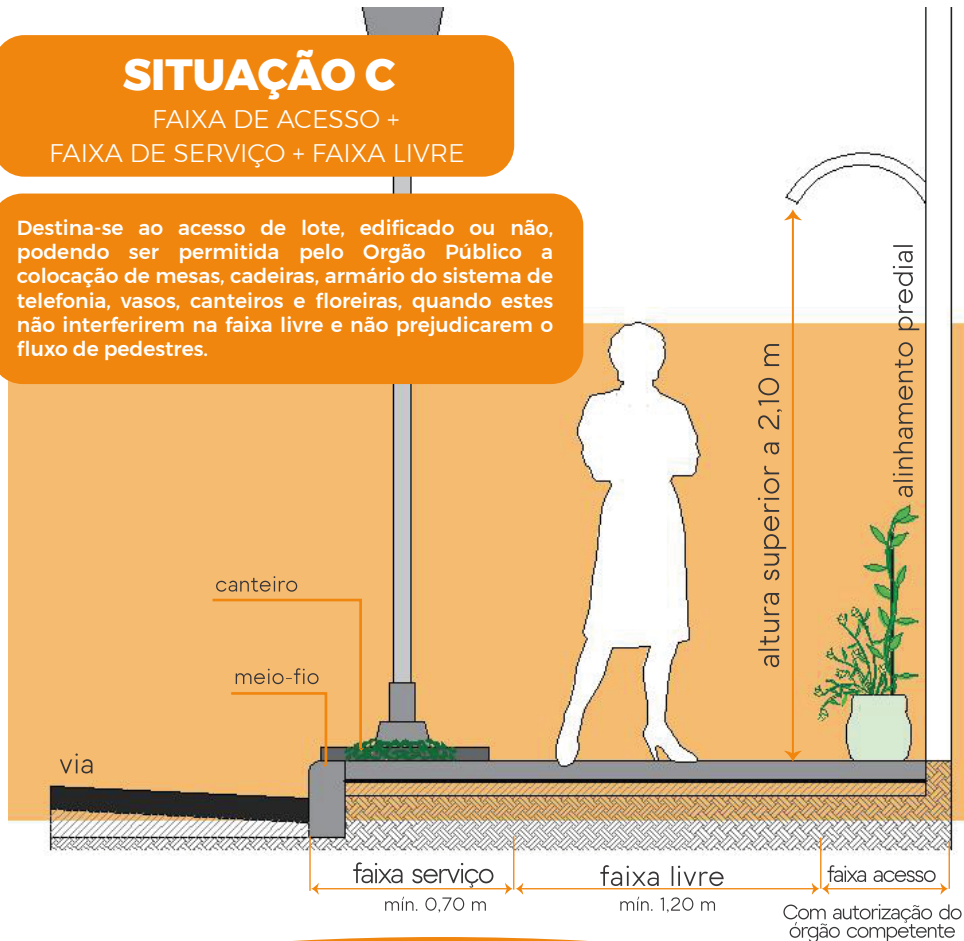 SITUAÇÃO C
FAIXA DE ACESSO +
FAIXA DE SERVIÇO + FAIXA LIVRE
Destina-se ao acesso de lote, edificado ou não,
podendo ser permitida pelo Orgão Público a
colocação de mesas, cadeiras, armário do sistema de
telefonia, vasos, canteiros e floreiras, quando estes
não interferirem na faixa livre e não prejudicarem o
fluxo de pedestres.
altura superior a 2,10 m
alinhamento predial
canteiro
meio-fio
via
faixa serviço
mín. 0,70 m
faixa livre
mín. 1,20 m
faixa acesso
Com autorização do
órgão competente